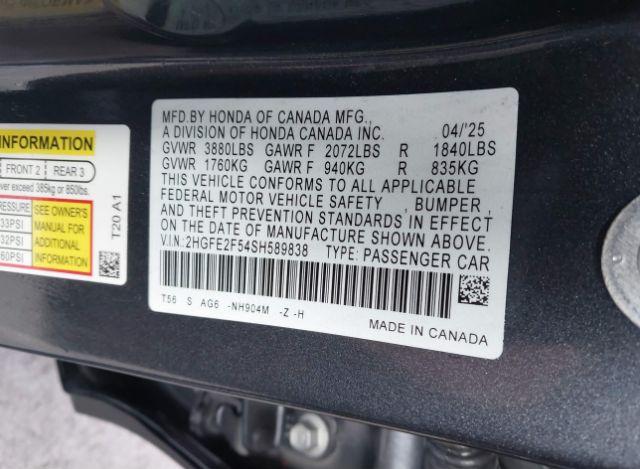 MFD.BY HONDA OF CANADA MFG.,
A DIVISION OF HONDA CANADA INC. 04/'25
GVWR 3880LBS GAWR F 2072LBS R 1840LBS
GVWR 1760KG GAWR F 940KG R 835KG
THIS VEHICLE CONFORMS TO ALL APPLICABLE
FEDERAL MOTOR VEHICLE SAFETY , BUMPER ,
AND THEFT PREVENTION STANDARDS IN EFFECT
ON THE DATE OF MANUFACTURE SHOWN ABOVE.
V.I.N: 2HGFE2F54SH589838 TYPE: PASSENGER CAR
T56 S AG6 -NH904M -Z -H
MADE IN CANADA
INFORMATION
FRONT 2 REAR 3
ver exceed 385kg or 850lbs.
PRESSURE
33PSI
32PSI
60PSI
SEE OWNER'S
MANUAL FOR
ADDITIONAL
INFORMATION
T20 A1